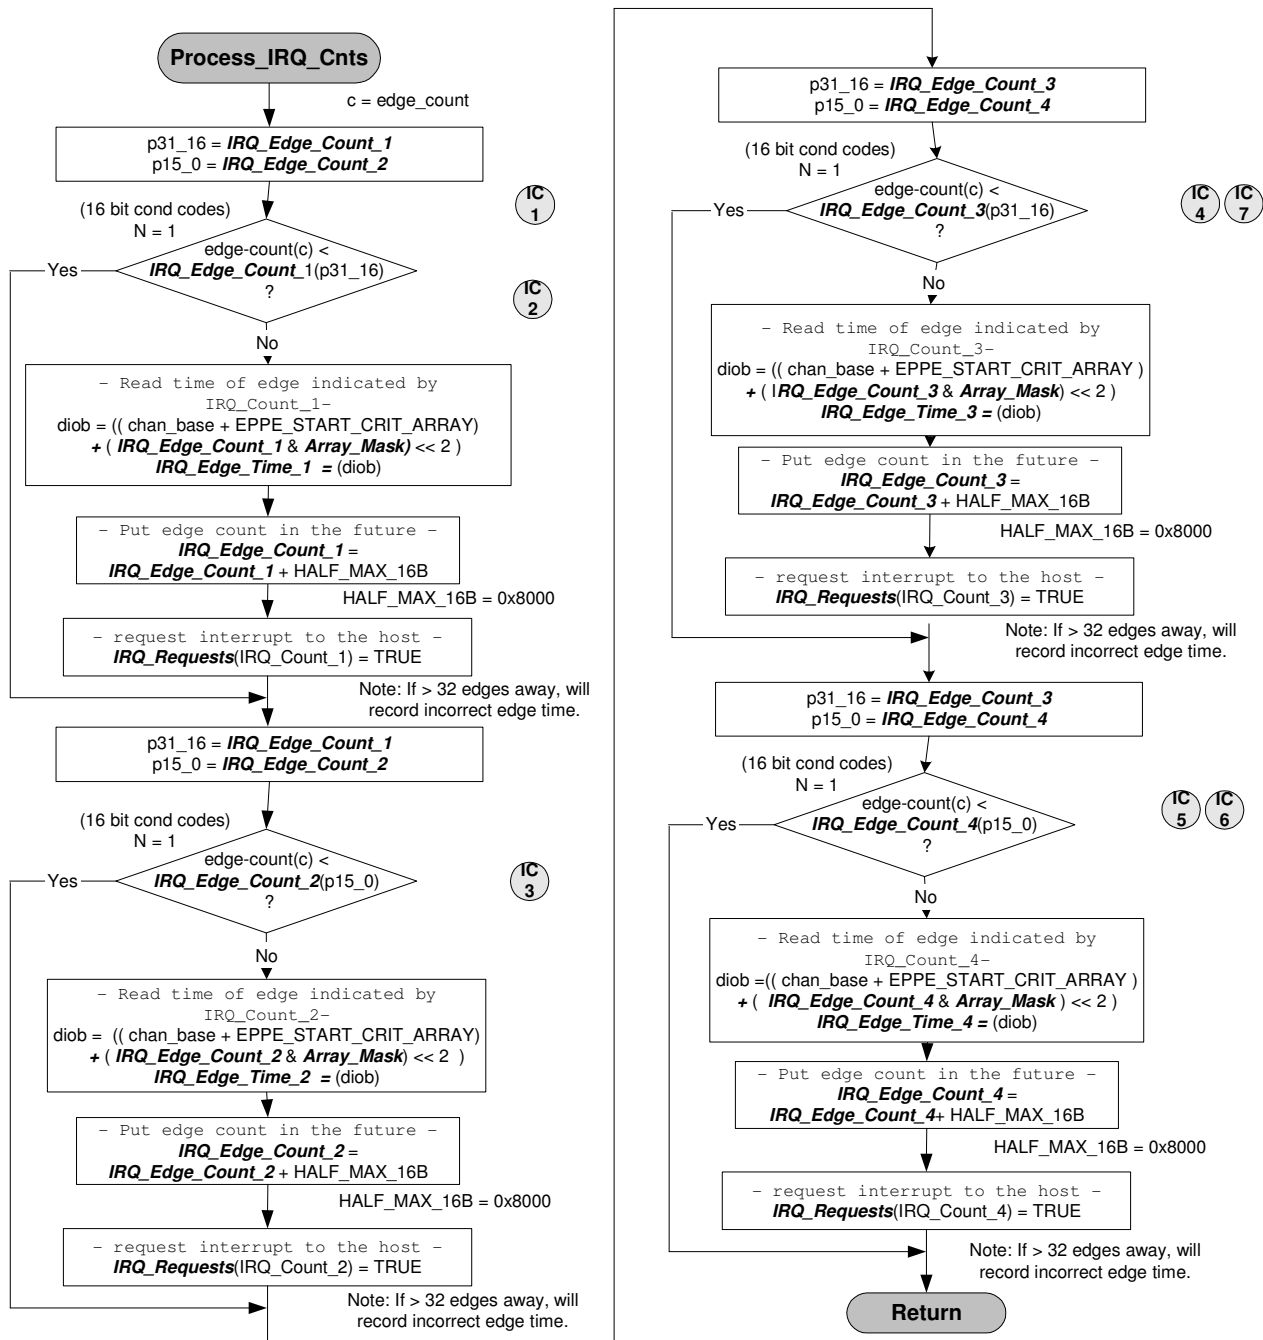 Process_IRQ_Cnts
c = edge_count
p31_16 = IRQ_Edge_Count_1
p15_0 = IRQ_Edge_Count_2
IC
1
(16 bit cond codes)
N = 1
edge-count(c) <
IRQ_Edge_Count_1(p31_16)
?
Yes
IC
2
No
- Read time of edge indicated by
IRQ_Count_1-
diob = (( chan_base + EPPE_START_CRIT_ARRAY)
+ ( IRQ_Edge_Count_1 & Array_Mask) << 2 )
IRQ_Edge_Time_1 = (diob)
- Put edge count in the future -
IRQ_Edge_Count_1 =
IRQ_Edge_Count_1 + HALF_MAX_16B
HALF_MAX_16B = 0x8000
- request interrupt to the host -
IRQ_Requests(IRQ_Count_1) = TRUE
Note: If > 32 edges away, will
record incorrect edge time.
p31_16 = IRQ_Edge_Count_1
p15_0 = IRQ_Edge_Count_2
(16 bit cond codes)
N = 1
edge-count(c) <
IRQ_Edge_Count_2(p15_0)
?
Yes
IC
3
No
- Read time of edge indicated by
IRQ_Count_2-
diob = (( chan_base + EPPE_START_CRIT_ARRAY)
+ ( IRQ_Edge_Count_2 & Array_Mask) << 2 )
IRQ_Edge_Time_2 = (diob)
- Put edge count in the future -
IRQ_Edge_Count_2 =
IRQ_Edge_Count_2 + HALF_MAX_16B
HALF_MAX_16B = 0x8000
- request interrupt to the host -
IRQ_Requests(IRQ_Count_2) = TRUE
Note: If > 32 edges away, will
record incorrect edge time.
p31_16 = IRQ_Edge_Count_3
p15_0 = IRQ_Edge_Count_4
(16 bit cond codes)
N = 1
edge-count(c) <
IRQ_Edge_Count_3(p31_16)
?
Yes
IC
4
IC
7
No
- Read time of edge indicated by
IRQ_Count_3-
diob = (( chan_base + EPPE_START_CRIT_ARRAY )
+ ( IRQ_Edge_Count_3 & Array_Mask) << 2 )
IRQ_Edge_Time_3 = (diob)
- Put edge count in the future -
IRQ_Edge_Count_3 =
IRQ_Edge_Count_3 + HALF_MAX_16B
HALF_MAX_16B = 0x8000
- request interrupt to the host -
IRQ_Requests(IRQ_Count_3) = TRUE
Note: If > 32 edges away, will
record incorrect edge time.
p31_16 = IRQ_Edge_Count_3
p15_0 = IRQ_Edge_Count_4
(16 bit cond codes)
N = 1
edge-count(c) <
IRQ_Edge_Count_4(p15_0)
?
Yes
IC
5
IC
6
No
- Read time of edge indicated by
IRQ_Count_4-
diob =(( chan_base + EPPE_START_CRIT_ARRAY )
+ ( IRQ_Edge_Count_4 & Array_Mask ) << 2 )
IRQ_Edge_Time_4 = (diob)
- Put edge count in the future -
IRQ_Edge_Count_4 =
IRQ_Edge_Count_4+ HALF_MAX_16B
HALF_MAX_16B = 0x8000
- request interrupt to the host -
IRQ_Requests(IRQ_Count_4) = TRUE
Note: If > 32 edges away, will
record incorrect edge time.
Return